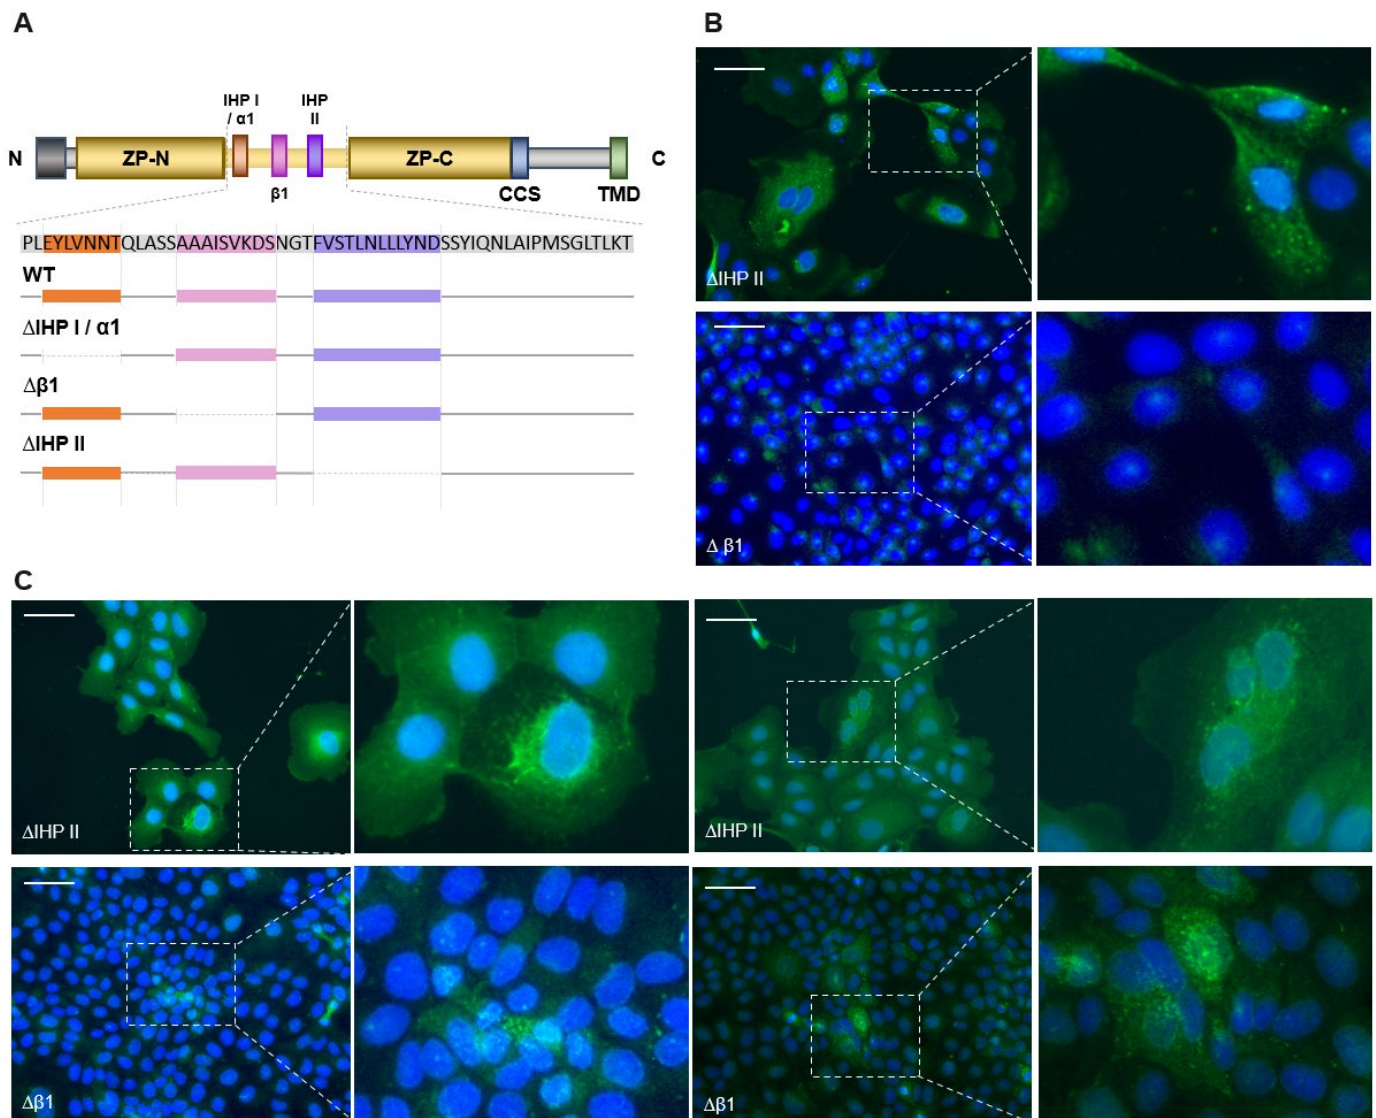 A
B
IHP I
/ α1
IHP
II
N
ZP-N
ZP-C
C
β1
CCS
TMD
PLEYLVNNTQLASSAAAISVKDSNGTFVSTLNLLYNDSSYIQNLAIPMSGLTLKT
WT
ΔIHP I / α1
Δβ1
ΔIHP II
ΔIHP II
Δ β1
C
ΔIHP II
ΔIHP II
Δβ1
Δβ1